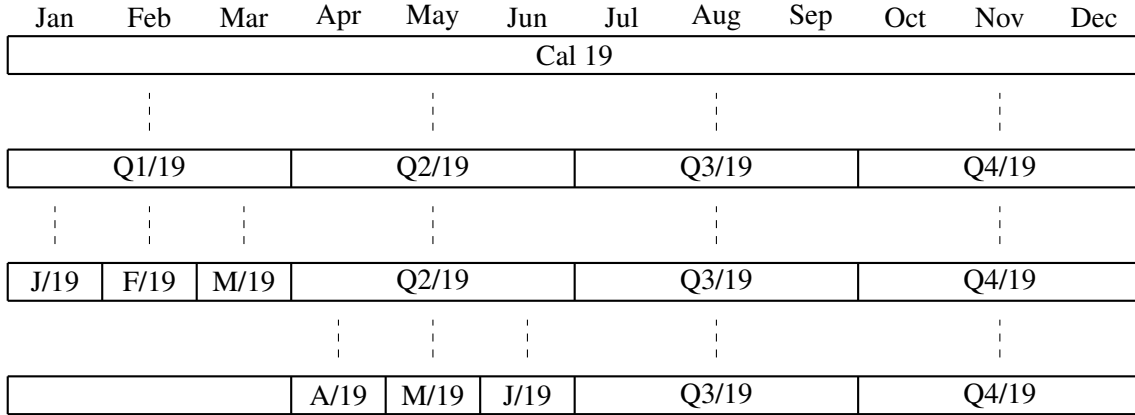 Jan Feb Mar Apr May Jun Jul Aug Sep Oct Nov Dec
Cal 19
Q1/19 Q2/19 Q3/19 Q4/19
J/19 F/19 M/19 Q2/19 Q3/19 Q4/19
A/19 M/19 J/19 Q3/19 Q4/19